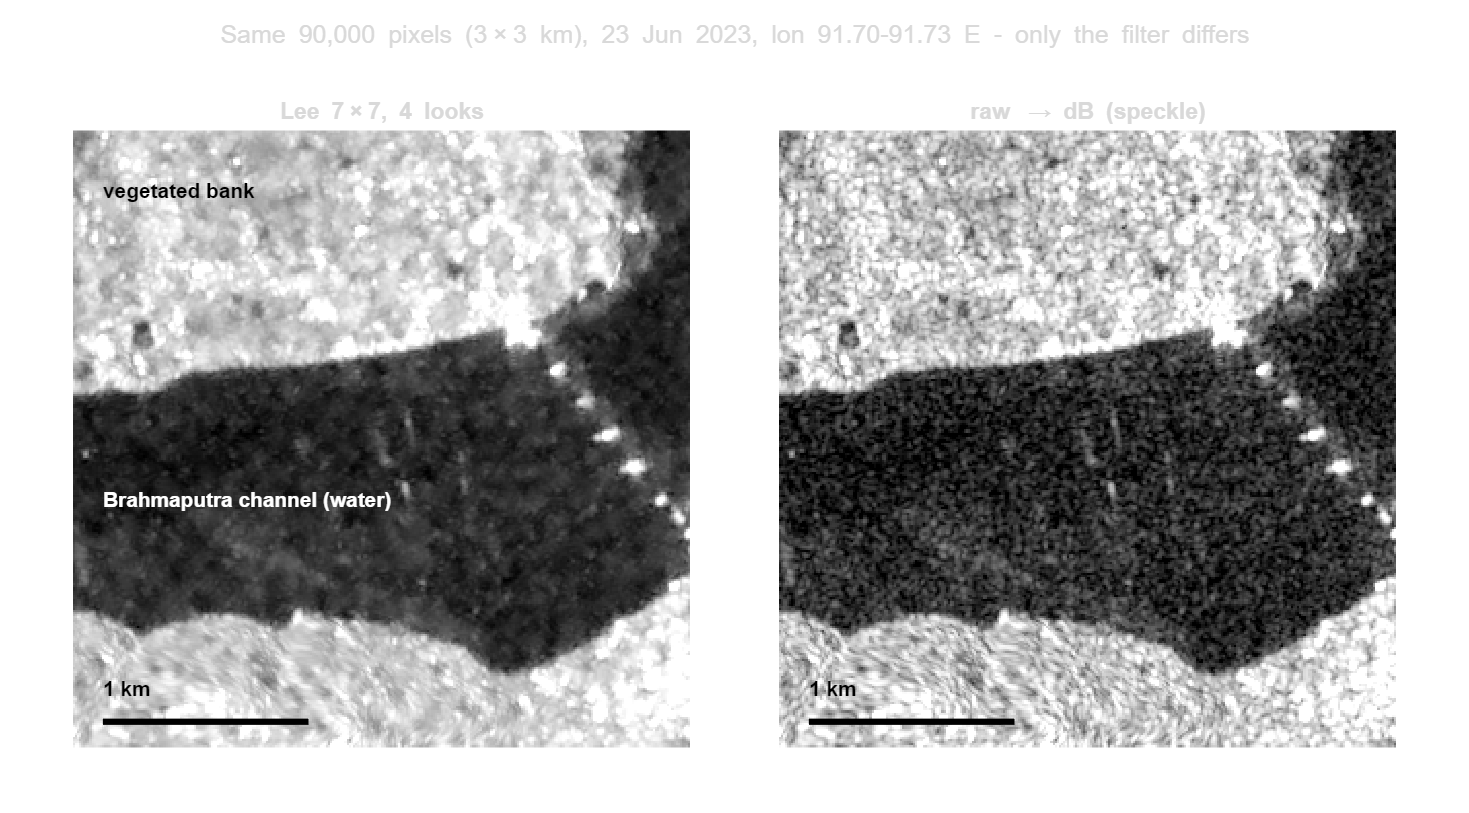 Same 90,000 pixels (3 × 3 km), 23 Jun 2023, lon 91.70-91.73 E - only the filter differs
Lee 7 × 7, 4 looks
raw → dB (speckle)
vegetated bank
Brahmaputra channel (water)
1 km
1 km